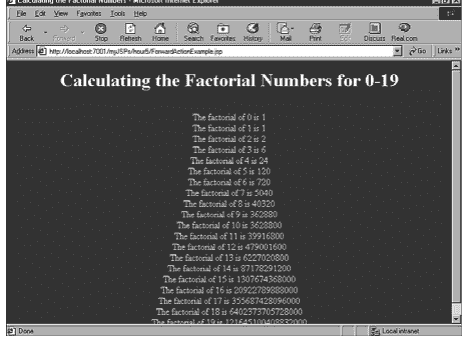 Calculating the Factorial Numbers - Microsoft Internet Explorer
File Edit View Favorites Tools Help
Back Forward Stop Refresh Home Search Favorites History Mail Print Edit Discuss Real.com
Address http://localhost:7001/myJSPs/hour5/ForwardActionExample.jsp Go Links »
Calculating the Factorial Numbers for 0-19
The factorial of 0 is 1
The factorial of 1 is 1
The factorial of 2 is 2
The factorial of 3 is 6
The factorial of 4 is 24
The factorial of 5 is 120
The factorial of 6 is 720
The factorial of 7 is 5040
The factorial of 8 is 40320
The factorial of 9 is 362880
The factorial of 10 is 3628800
The factorial of 11 is 39916800
The factorial of 12 is 479001600
The factorial of 13 is 6227020800
The factorial of 14 is 87178291200
The factorial of 15 is 1307674368000
The factorial of 16 is 20922789888000
The factorial of 17 is 355687428096000
The factorial of 18 is 6402373705728000
The factorial of 19 is 121645100408832000
Done Local intranet